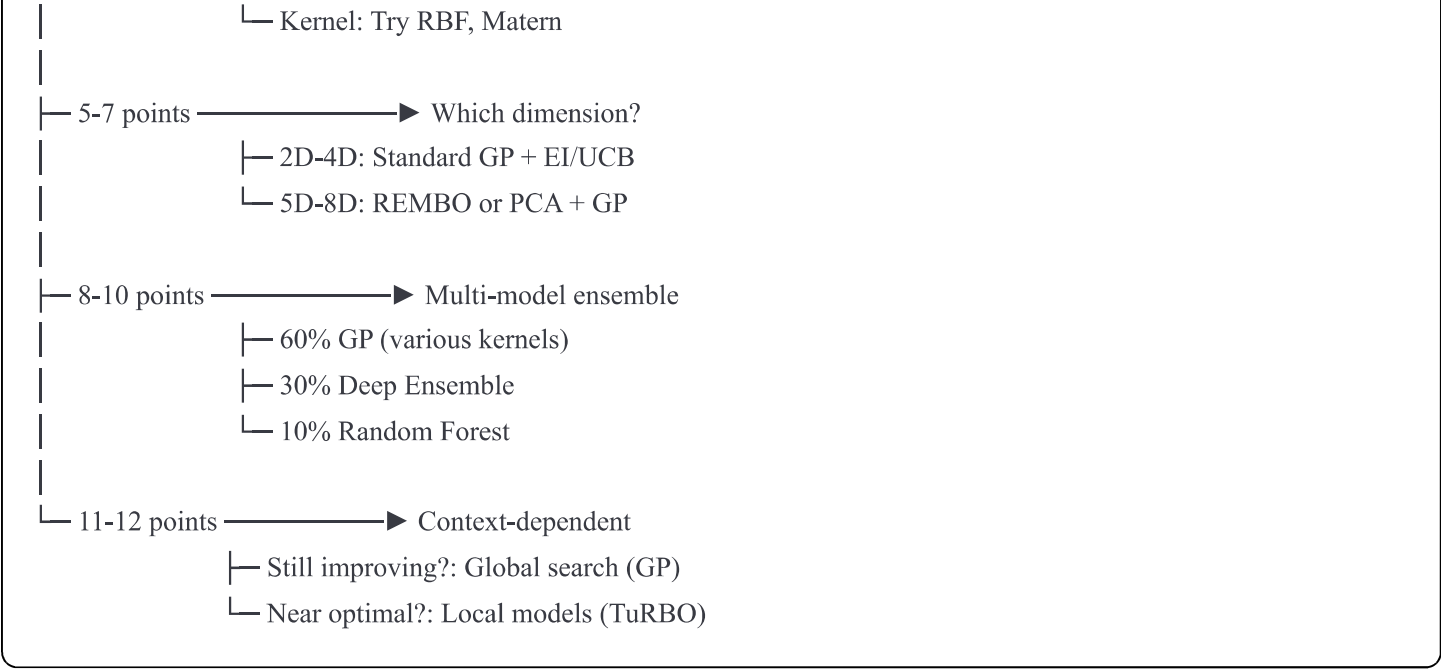 Kernel: Try RBF, Matern
5-7 points Which dimension?
2D-4D: Standard GP + EI/UCB
5D-8D: REMBO or PCA + GP
8-10 points Multi-model ensemble
60% GP (various kernels)
30% Deep Ensemble
10% Random Forest
11-12 points Context-dependent
Still improving?: Global search (GP)
Near optimal?: Local models (TuRBO)